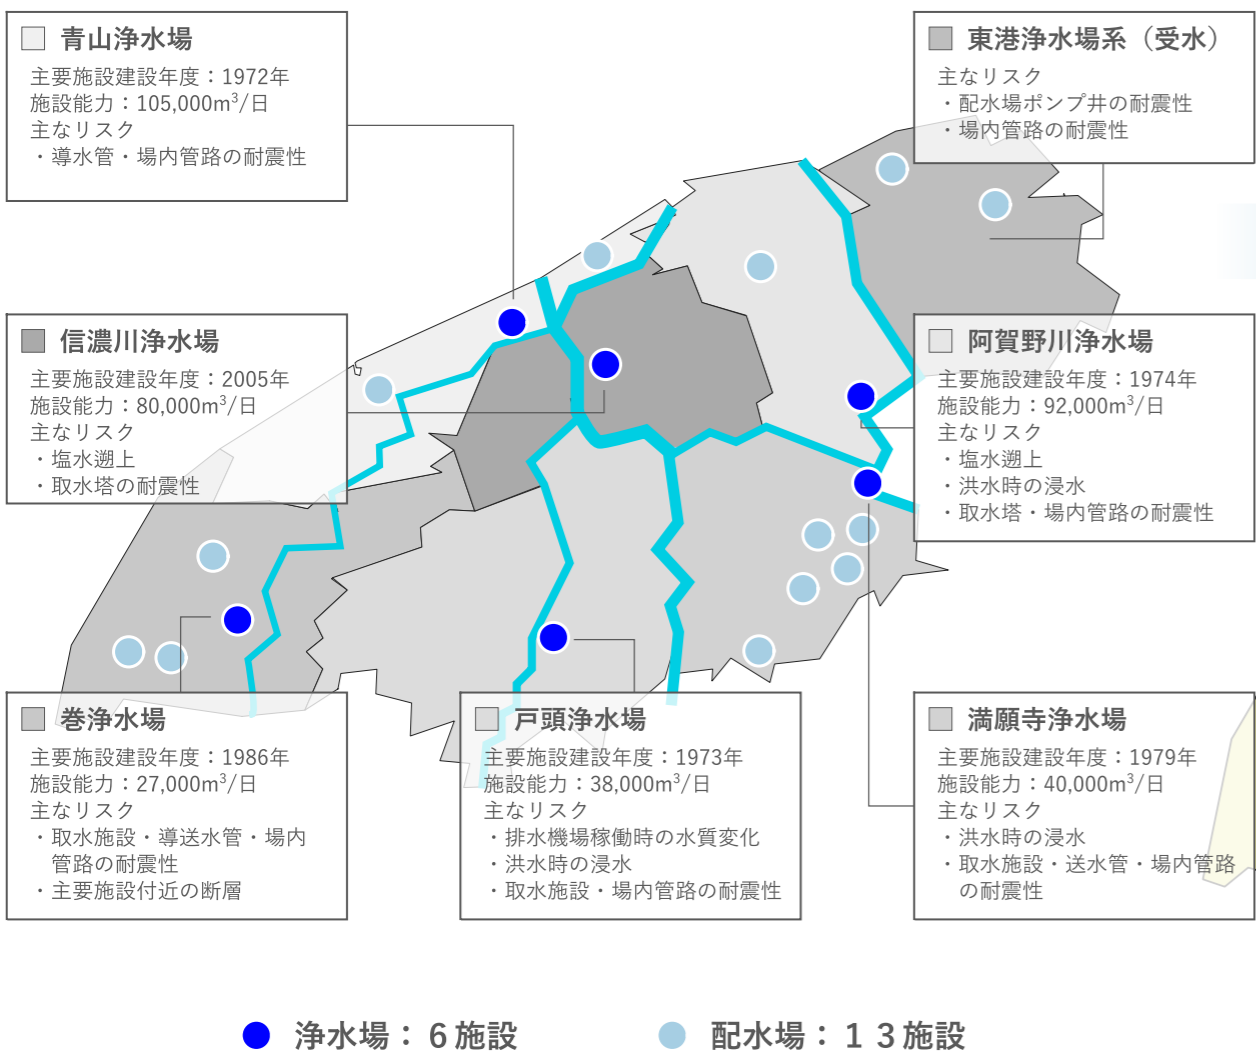 青山浄水場
主要施設建設年度：1972年
施設能力：105,000m³/日
主なリスク
・導水管・場内管路の耐震性
東港浄水場系（受水）
主なリスク
・配水場ポンプ井の耐震性
・場内管路の耐震性
信濃川浄水場
主要施設建設年度：2005年
施設能力：80,000m³/日
主なリスク
・塩水遡上
・取水塔の耐震性
阿賀野川浄水場
主要施設建設年度：1974年
施設能力：92,000m³/日
主なリスク
・塩水遡上
・洪水時の浸水
・取水塔・場内管路の耐震性
巻浄水場
主要施設建設年度：1986年
施設能力：27,000m³/日
主なリスク
・取水施設・導送水管・場内
管路の耐震性
・主要施設付近の断層
戸頭浄水場
主要施設建設年度：1973年
施設能力：38,000m³/日
主なリスク
・排水機場稼働時の水質変化
・洪水時の浸水
・取水施設・場内管路の耐震性
満願寺浄水場
主要施設建設年度：1979年
施設能力：40,000m³/日
主なリスク
・洪水時の浸水
・取水施設・送水管・場内管路
の耐震性
浄水場：６施設
配水場：１３施設